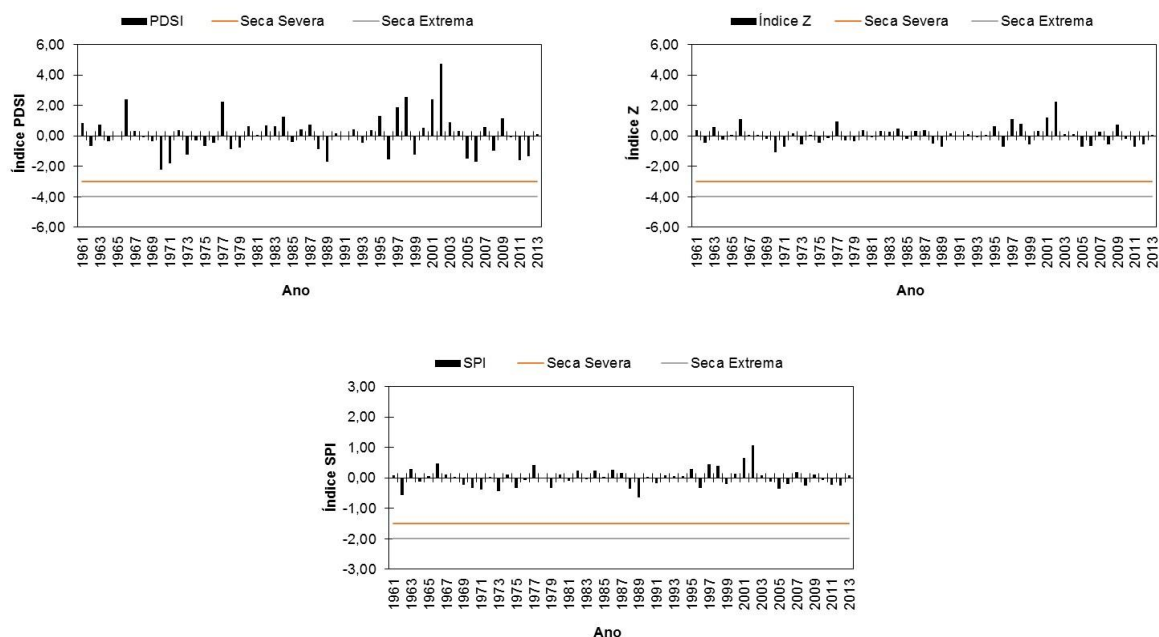 PDSI Seca Severa Seca Extrema
6,00
4,00
2,00
0,00
-2,00
-4,00
-6,00
Índice PDSI
1961 1963 1965 1967 1969 1971 1973 1975 1977 1979 1981 1983 1985 1987 1989 1991 1993 1995 1997 1999 2001 2003 2005 2007 2009 2011 2013
Ano
Índice Z Seca Severa Seca Extrema
6,00
4,00
2,00
0,00
-2,00
-4,00
-6,00
Índice Z
1961 1963 1965 1967 1969 1971 1973 1975 1977 1979 1981 1983 1985 1987 1989 1991 1993 1995 1997 1999 2001 2003 2005 2007 2009 2011 2013
Ano
SPI Seca Severa Seca Extrema
3,00
2,00
1,00
0,00
-1,00
-2,00
-3,00
Índice SPI
1961 1963 1965 1967 1969 1971 1973 1975 1977 1979 1981 1983 1985 1987 1989 1991 1993 1995 1997 1999 2001 2003 2005 2007 2009 2011 2013
Ano